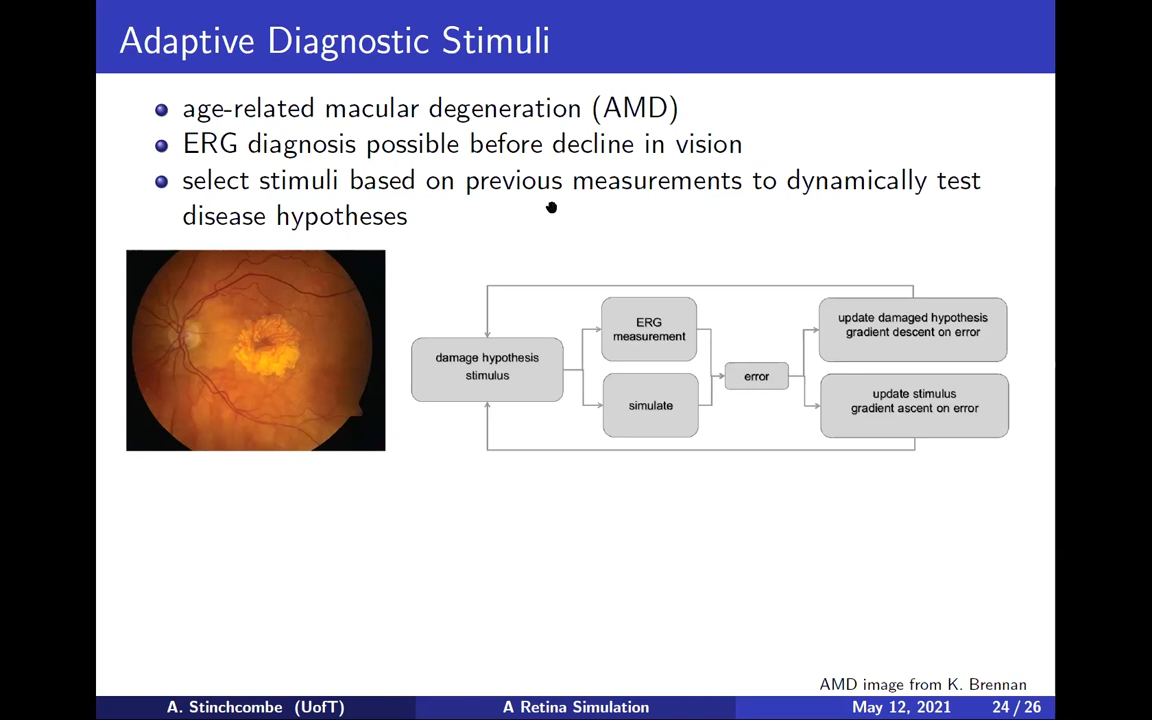 Adaptive Diagnostic Stimuli
age-related macular degeneration (AMD)
ERG diagnosis possible before decline in vision
select stimuli based on previous measurements to dynamically test
disease hypotheses
damage hypothesis
stimulus
ERG
measurement
simulate
error
update damaged hypothesis
gradient descent on error
update stimulus
gradient ascent on error
AMD image from K. Brennan
A. Stinchcombe (UofT)
A Retina Simulation
May 12, 2021
24 / 26